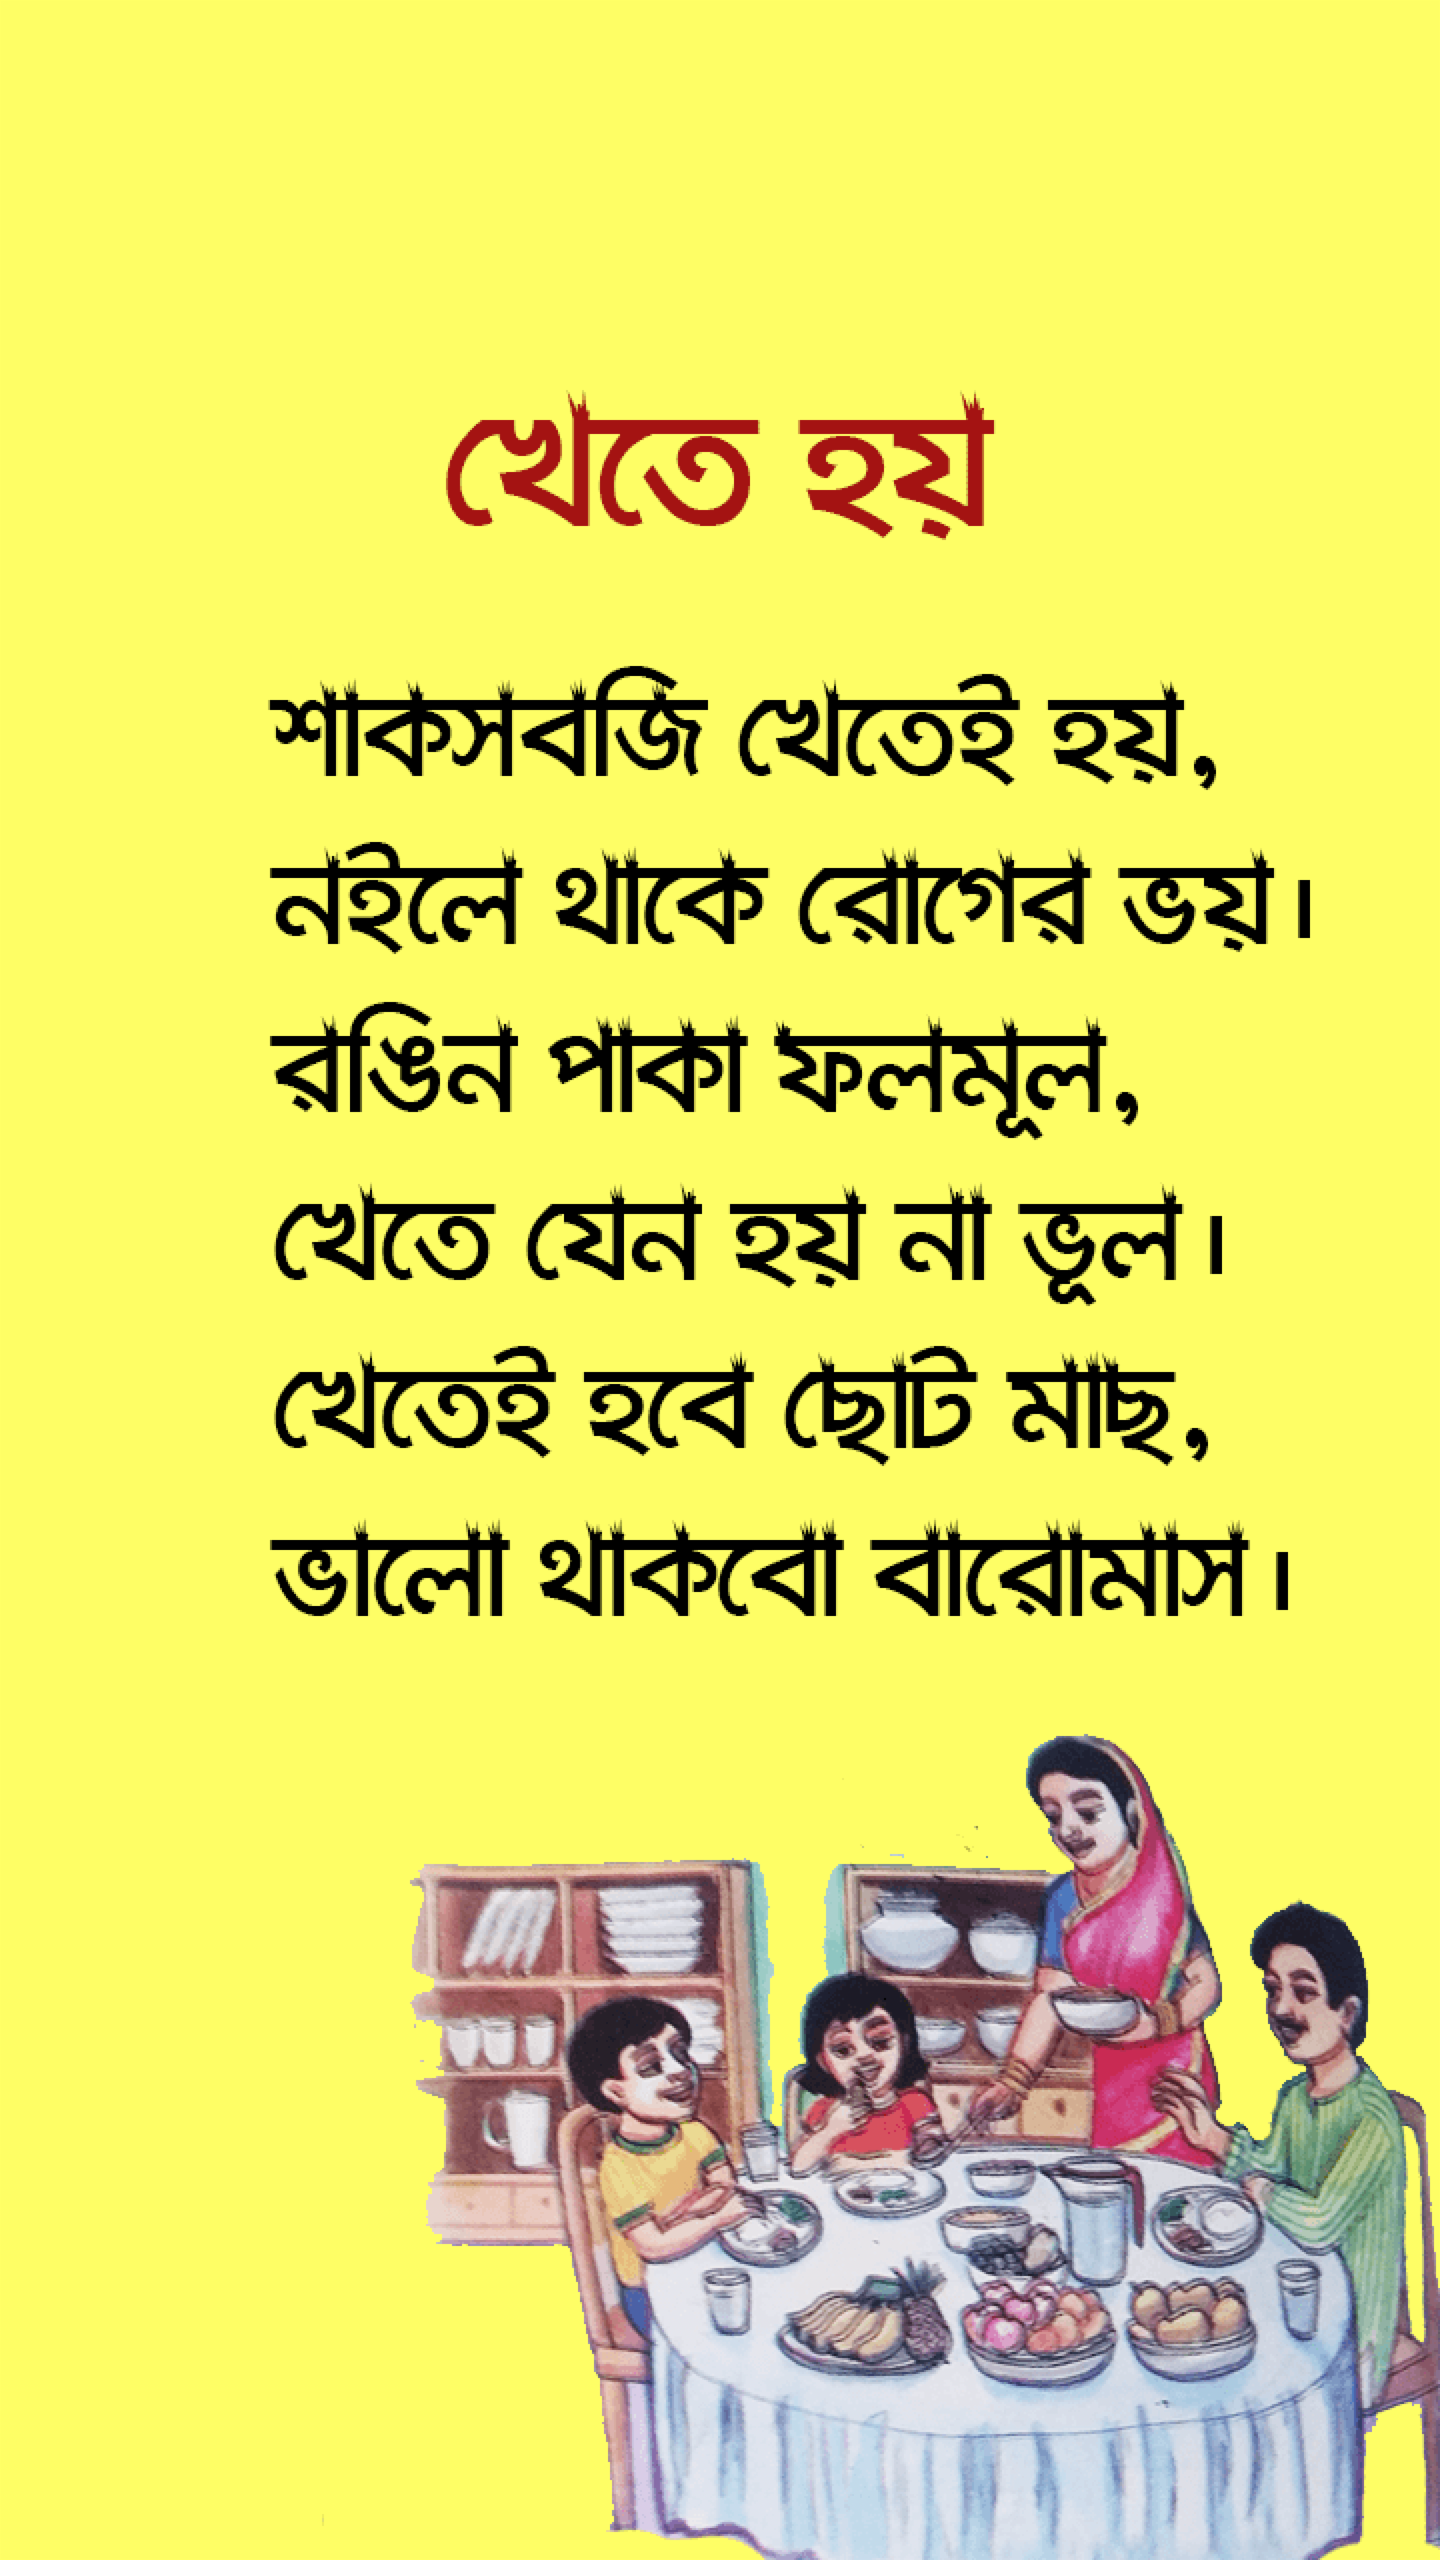 খেতে হয়
শাকসবজি খেতেই হয়,
নইলে থাকে রোগের ভয়।
রঙিন পাকা ফলমূল,
খেতে যেন হয় না ভূল।
খেতেই হবে ছোট মাছ,
ভালো থাকবো বারোমাস।